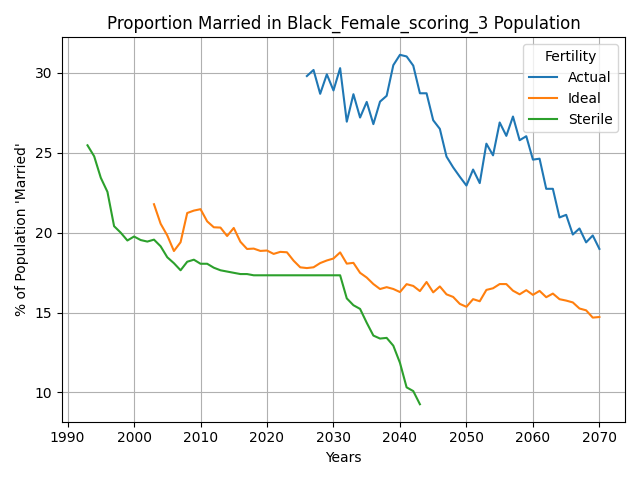 Proportion Married in Black_Female_scoring_3 Population
% of Population 'Married'
30
25
20
15
10
Fertility
Actual
Ideal
Sterile
1990 2000 2010 2020 2030 2040 2050 2060 2070
Years